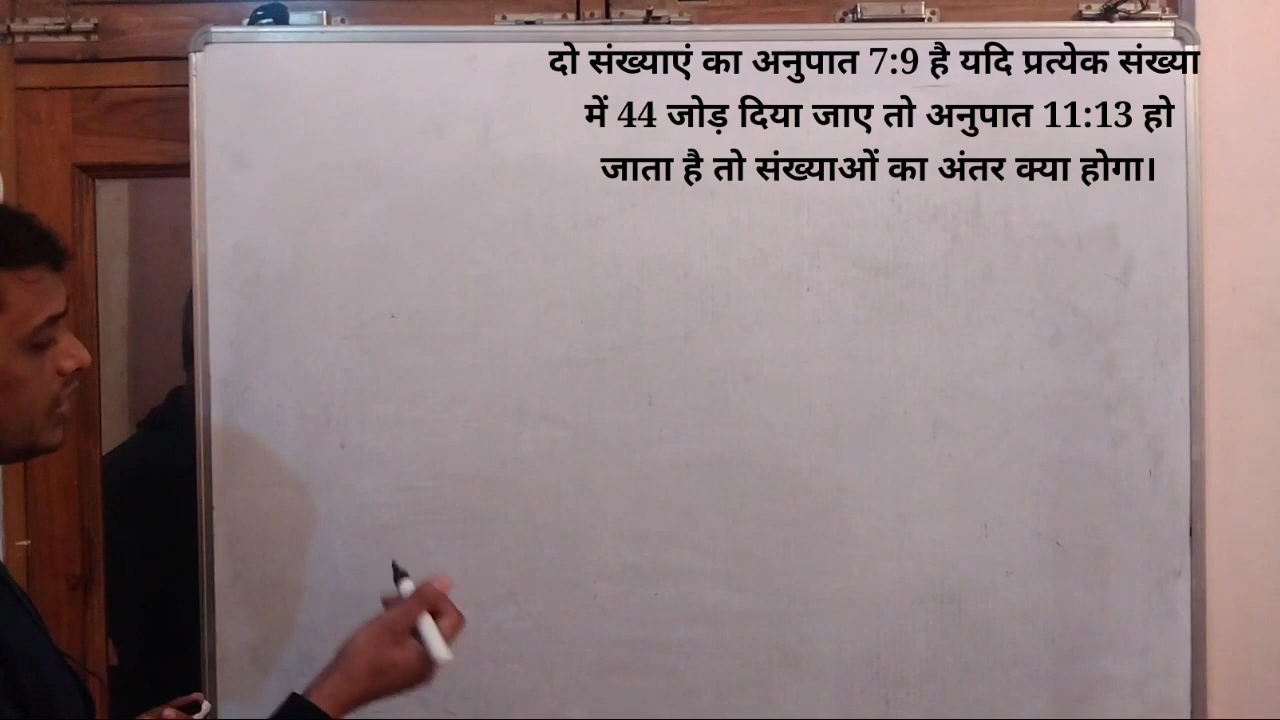 दो संख्याएं का अनुपात 7:9 है यदि प्रत्येक संख्या
में 44 जोड़ दिया जाए तो अनुपात 11:13 हो
जाता है तो संख्याओं का अंतर क्या होगा।